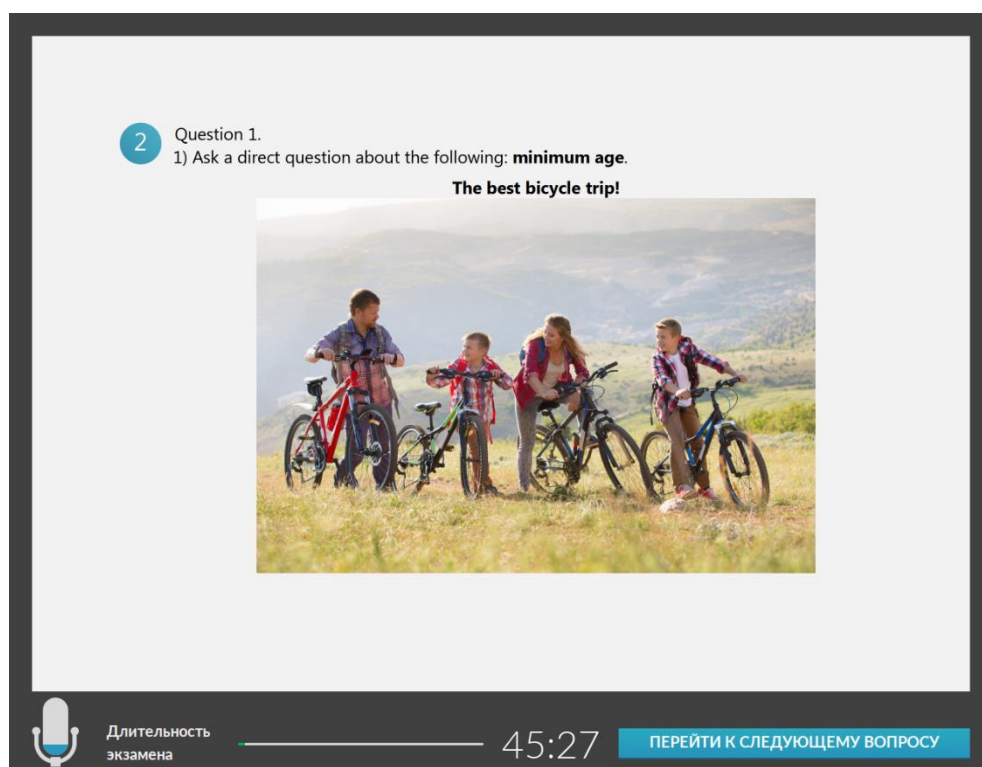 2
Question 1.
1) Ask a direct question about the following: minimum age.
The best bicycle trip!
Длительность
экзамена
45:27
ПЕРЕЙТИ К СЛЕДУЮЩЕМУ ВОПРОСУ